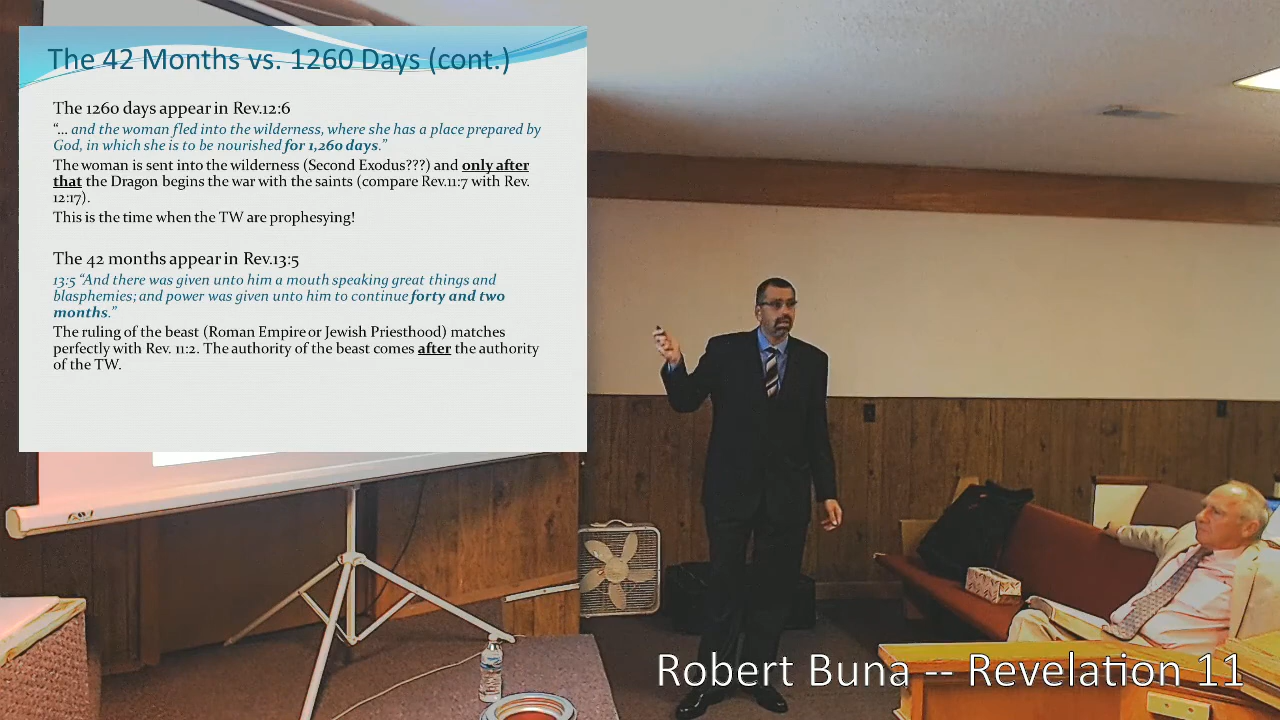 The 42 Months vs. 1260 Days (cont.)
The 1260 days appear in Rev.12:6
"... and the woman fled into the wilderness, where she has a place prepared by
God, in which she is to be nourished for 1,260 days."
The woman is sent into the wilderness (Second Exodus???) and only after
that the Dragon begins the war with the saints (compare Rev.11:7 with Rev.
12:17).
This is the time when the TW are prophesying!
The 42 months appear in Rev.13:5
13:5 "And there was given unto him a mouth speaking great things and
blasphemies; and power was given unto him to continue forty and two
months."
The ruling of the beast (Roman Empire or Jewish Priesthood) matches
perfectly with Rev. 11:2. The authority of the beast comes after the authority
of the TW.
Robert Buna -- Revelation 11